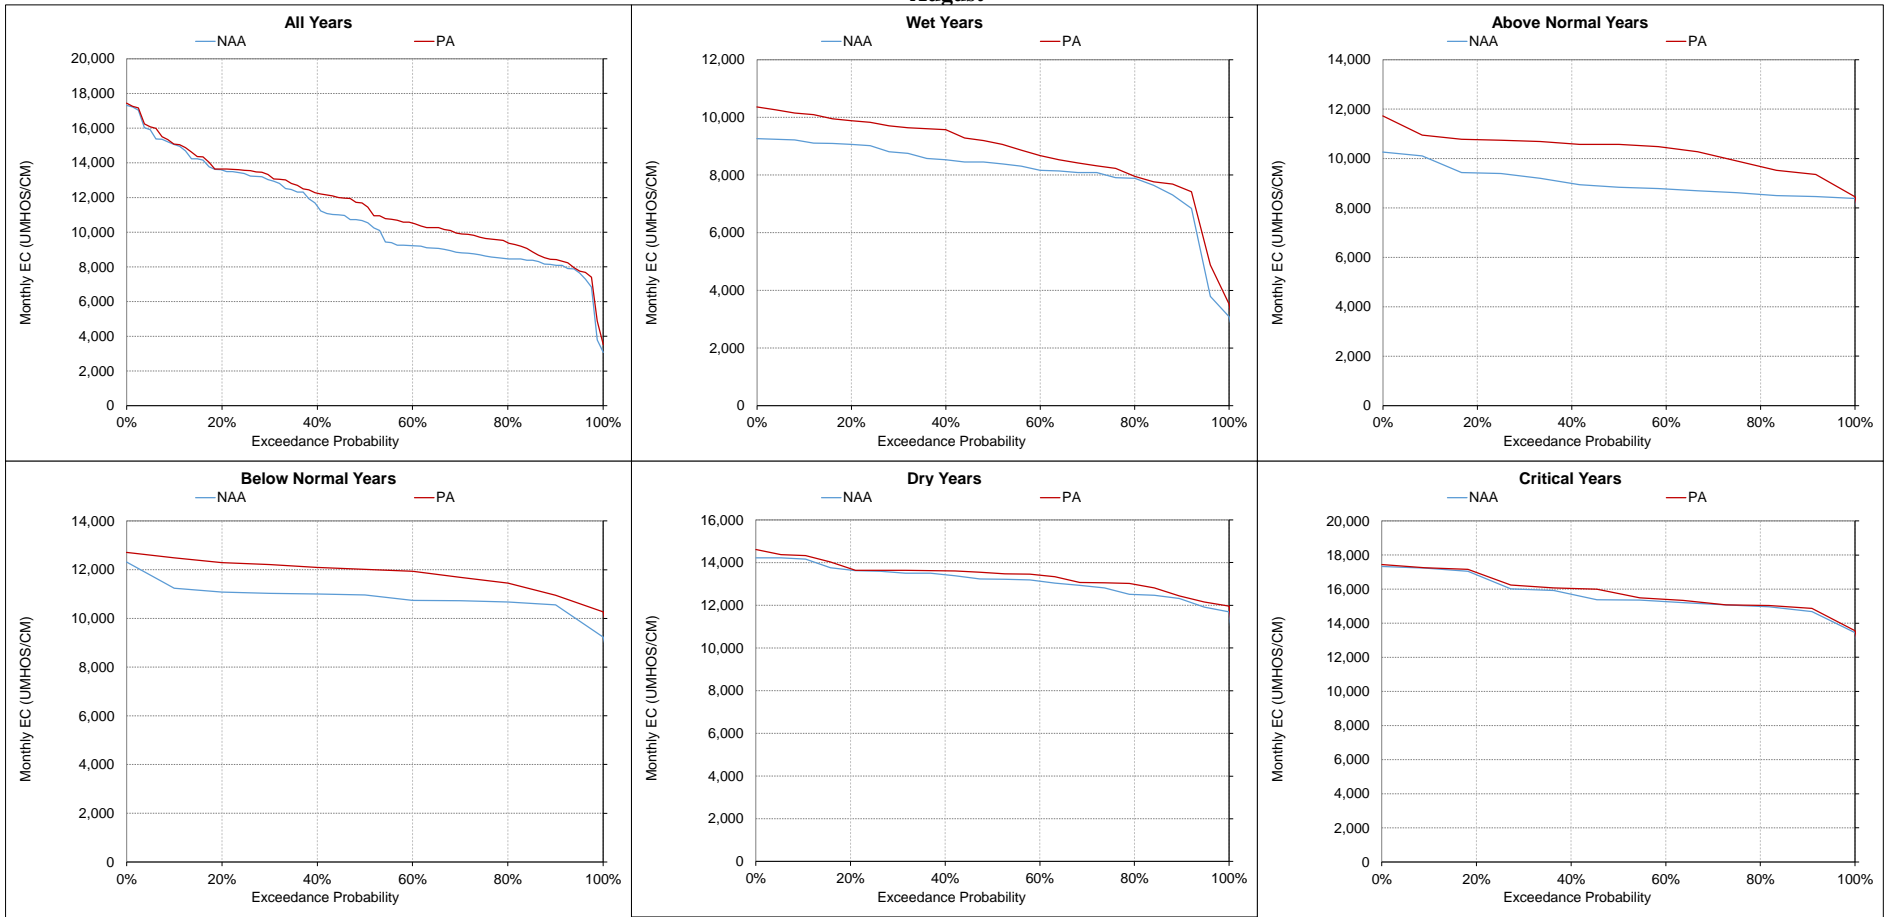 August
All Years
NAA PA
20,000
18,000
16,000
14,000
12,000
10,000
8,000
6,000
4,000
2,000
0
Monthly EC (UMHOS/CM)
0% 20% 40% 60% 80% 100%
Exceedance Probability
Wet Years
NAA PA
12,000
10,000
8,000
6,000
4,000
2,000
0
Monthly EC (UMHOS/CM)
0% 20% 40% 60% 80% 100%
Exceedance Probability
Above Normal Years
NAA PA
14,000
12,000
10,000
8,000
6,000
4,000
2,000
0
Monthly EC (UMHOS/CM)
0% 20% 40% 60% 80% 100%
Exceedance Probability
Below Normal Years
NAA PA
14,000
12,000
10,000
8,000
6,000
4,000
2,000
0
Monthly EC (UMHOS/CM)
0% 20% 40% 60% 80% 100%
Exceedance Probability
Dry Years
NAA PA
16,000
14,000
12,000
10,000
8,000
6,000
4,000
2,000
0
Monthly EC (UMHOS/CM)
0% 20% 40% 60% 80% 100%
Exceedance Probability
Critical Years
NAA PA
20,000
18,000
16,000
14,000
12,000
10,000
8,000
6,000
4,000
2,000
0
Monthly EC (UMHOS/CM)
0% 20% 40% 60% 80% 100%
Exceedance Probability